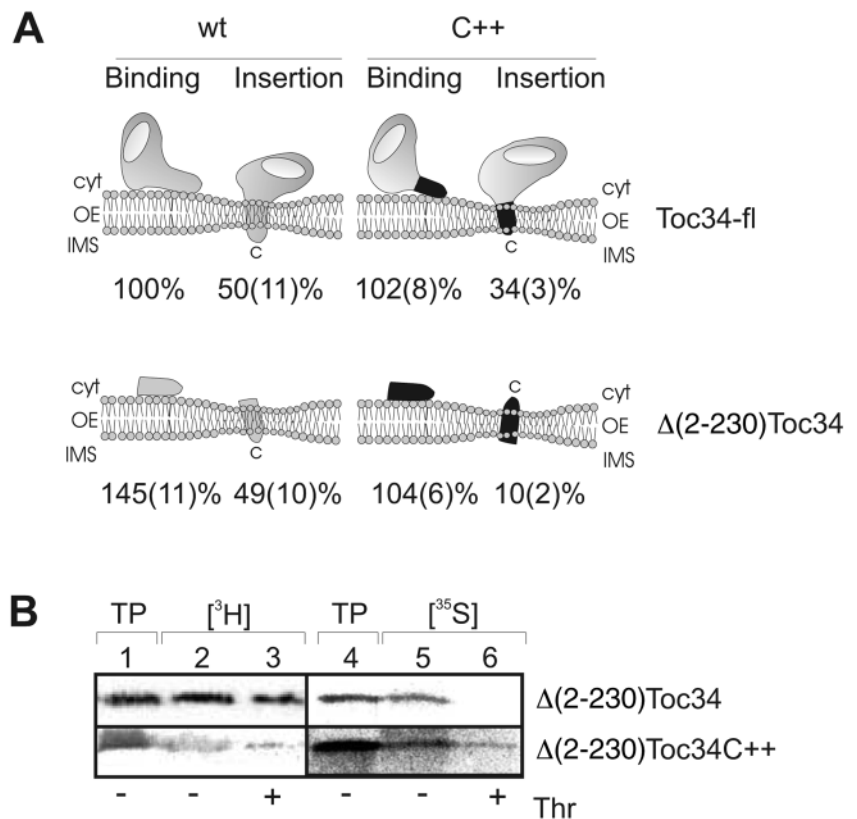 A
wt C++
Binding Insertion Binding Insertion
cyt cyt
OE OE Toc34-fl
IMS IMS
C C
100% 50(11)% 102(8)% 34(3)%
C
cyt cyt
OE OE Δ(2-230)Toc34
IMS IMS
C
145(11)% 49(10)% 104(6)% 10(2)%
B
TP [³H] TP [³⁵S]
1 2 3 4 5 6
Δ(2-230)Toc34
Δ(2-230)Toc34C++
- - + - - + Thr